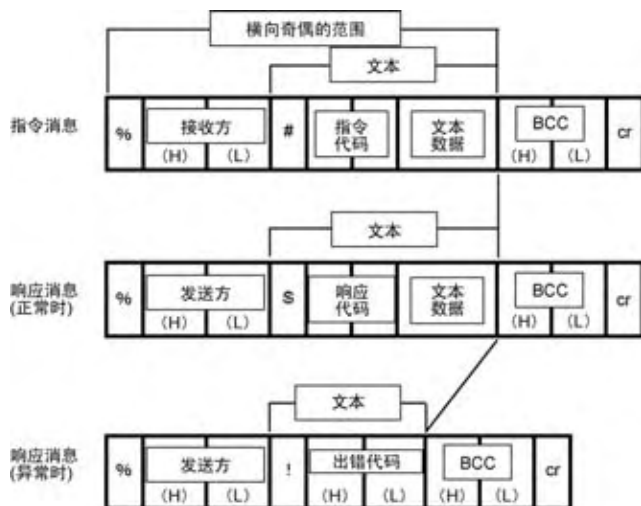 横向奇偶的范围
文本
指令消息
% 接收方 # 指令代码 文本数据 BCC cr
(H) (L) (H) (L)
文本
响应消息
(正常时)
% 发送方 S 响应代码 文本数据 BCC cr
(H) (L) (H) (L)
文本
响应消息
(异常时)
% 发送方 ! 出错代码 BCC cr
(H) (L) (H) (L) (H) (L)